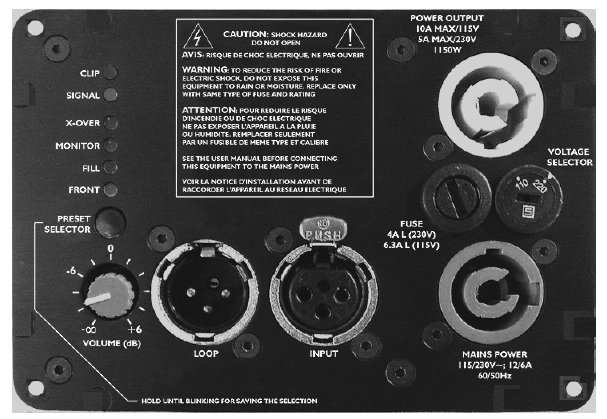 CAUTION: SHOCK HAZARD
DO NOT OPEN
AVIS: RISQUE DE CHOC ELECTRIQUE, NE PAS OUVRIR
WARNING: TO REDUCE THE RISK OF FIRE OR
ELECTRIC SHOCK, DO NOT EXPOSE THIS
EQUIPMENT TO RAIN OR MOISTURE. REPLACE ONLY
WITH SAME TYPE OF FUSE AND RATING
ATTENTION: POUR REDUIRE LE RISQUE
D'INCENDIE OU DE CHOC ELECTRIQUE
NE PAS EXPOSER L'APPAREIL A LA PLUIE
OU HUMIDITE. REMPLACER SEULEMENT
PAR UN FUSIBLE DE MEME TYPE ET CALIBRE
SEE THE USER MANUAL BEFORE CONNECTING
THIS EQUIPMENT TO THE MAINS POWER
VOIR LA NOTICE D'INSTALLATION AVANT DE
RACCORDER L'APPAREIL AU RESEAU ELECTRIQUE
POWER OUTPUT
10A MAX/115V
5A MAX/230V
1150W
CLIP
SIGNAL
X-OVER
MONITOR
FILL
FRONT
PRESET
SELECTOR
VOLTAGE
SELECTOR
110 220
FUSE
4A L (230V)
6.3A L (115V)
PUSH
0
-6
-∞ +6
VOLUME (dB)
LOOP
INPUT
MAINS POWER
115/230V~; 12/6A
60/50Hz
HOLD UNTIL BLINKING FOR SAVING THE SELECTION